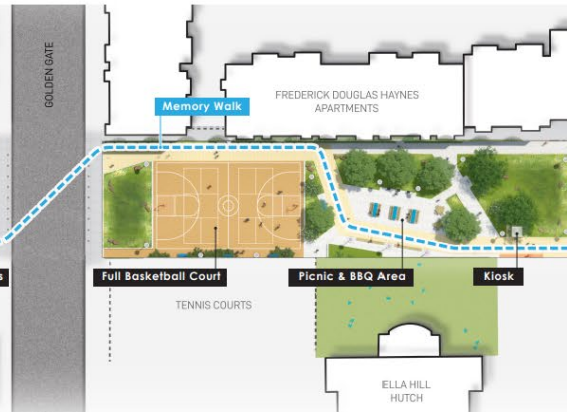 GOLDEN GATE
FREDERICK DOUGLAS HAYNES
APARTMENTS
Memory Walk
s
Full Basketball Court
Picnic & BBQ Area
Kiosk
TENNIS COURTS
ELLA HILL
HUTCH